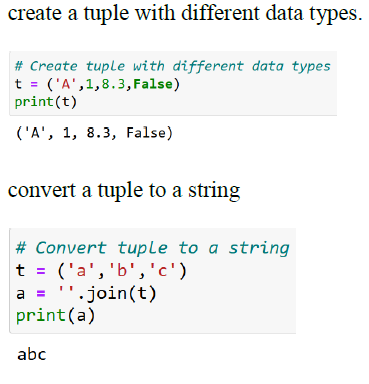 create a tuple with different data types.
# Create tuple with different data types
t = ('A',1,8.3,False)
print(t)
('A', 1, 8.3, False)
convert a tuple to a string
# Convert tuple to a string
t = ('a','b','c')
a = ''.join(t)
print(a)
abc